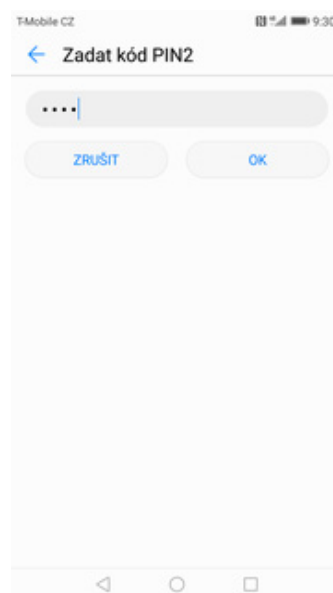 T-Mobile CZ 9:30
Zadat kód PIN2
••••
ZRUŠIT OK